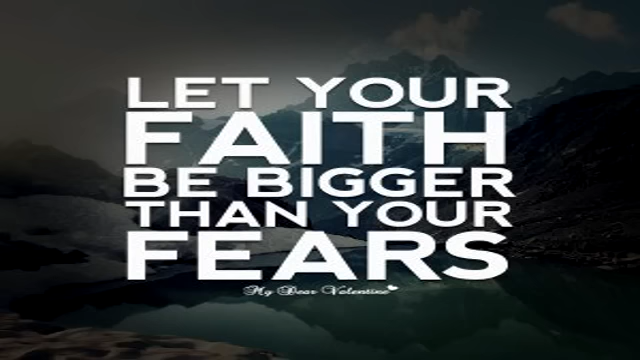 LET YOUR
FAITH
BE BIGGER
THAN YOUR
FEARS
My Dear Valentine